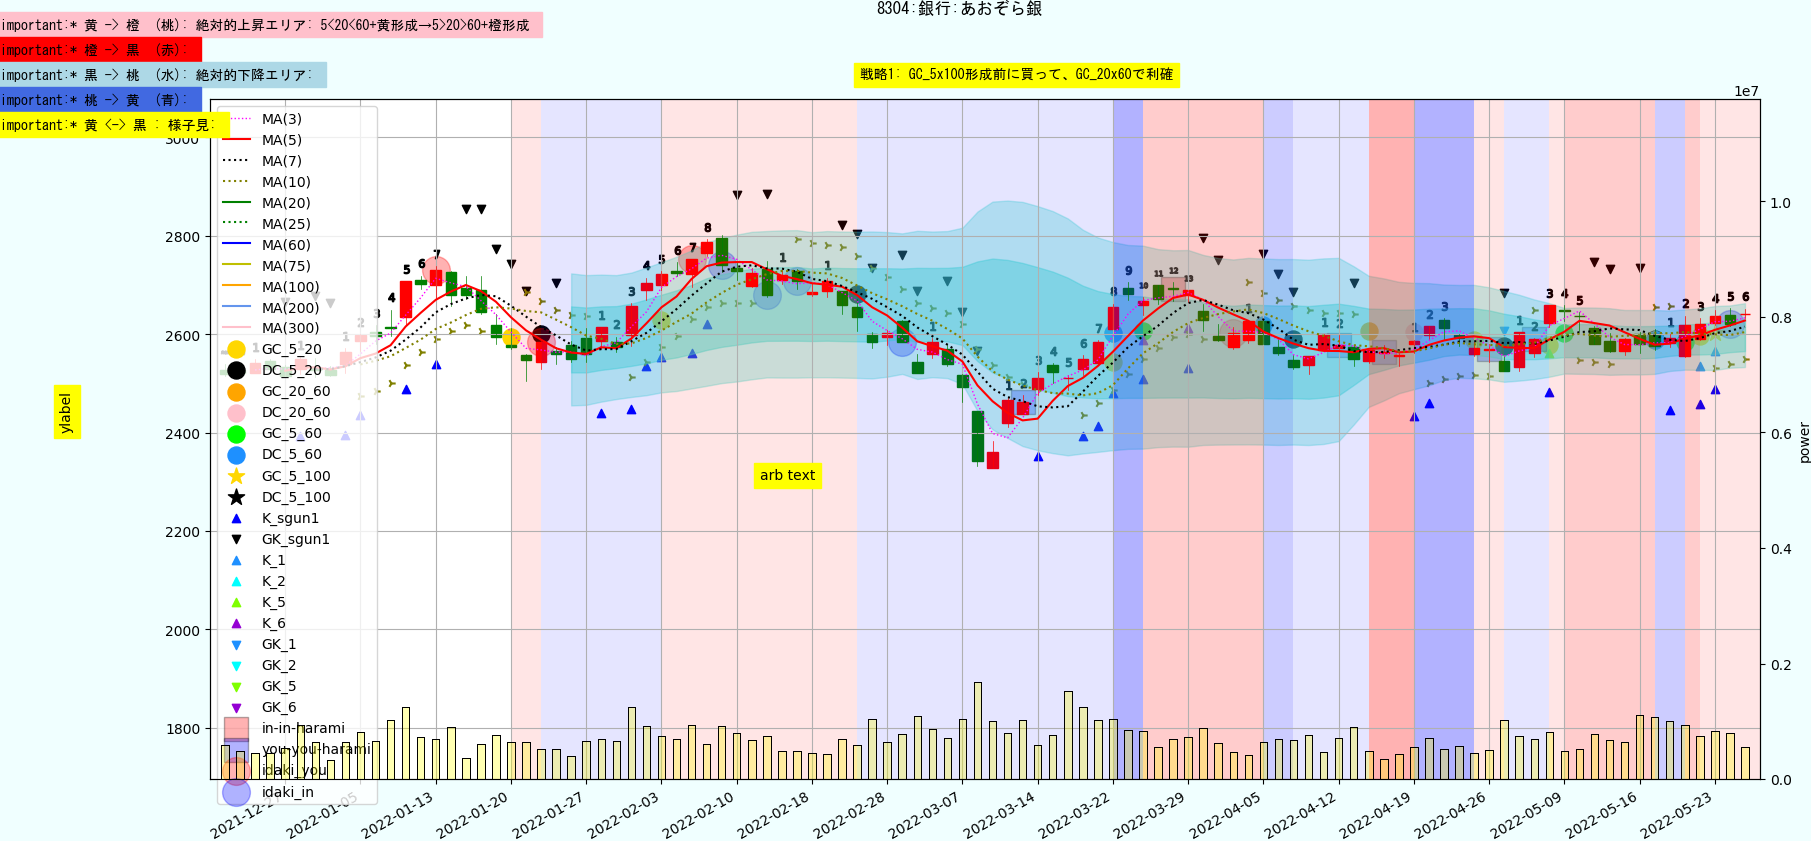 8304:銀行:あおぞら銀
important:* 黄 -> 橙 (桃): 絶対的上昇エリア: 5<20<60+黄形成→5>20>60+橙形成
important:* 橙 -> 黒 (赤):
important:* 黒 -> 桃 (水): 絶対的下降エリア:
important:* 桃 -> 黄 (青):
important:* 黄 <-> 黒 : 様子見:
戦略1: GC_5x100形成前に買って、GC_20x60で利確
1e7
MA(3)
MA(5)
MA(7)
MA(10)
MA(20)
MA(25)
MA(60)
MA(75)
MA(100)
MA(200)
MA(300)
GC_5_20
DC_5_20
GC_20_60
DC_20_60
GC_5_60
DC_5_60
GC_5_100
DC_5_100
K_sgun1
GK_sgun1
K_1
K_2
K_5
K_6
GK_1
GK_2
GK_5
GK_6
in-in-harami
you-you-harami
idaki_you
idaki_in
3000
2800
2600
2400
2200
2000
1800
ylabel
arb text
1.0
0.8
0.6
0.4
0.2
0.0
power
2021-12-27
2022-01-05
2022-01-13
2022-01-20
2022-01-27
2022-02-03
2022-02-10
2022-02-18
2022-02-28
2022-03-07
2022-03-14
2022-03-22
2022-03-29
2022-04-05
2022-04-12
2022-04-19
2022-04-26
2022-05-09
2022-05-16
2022-05-23